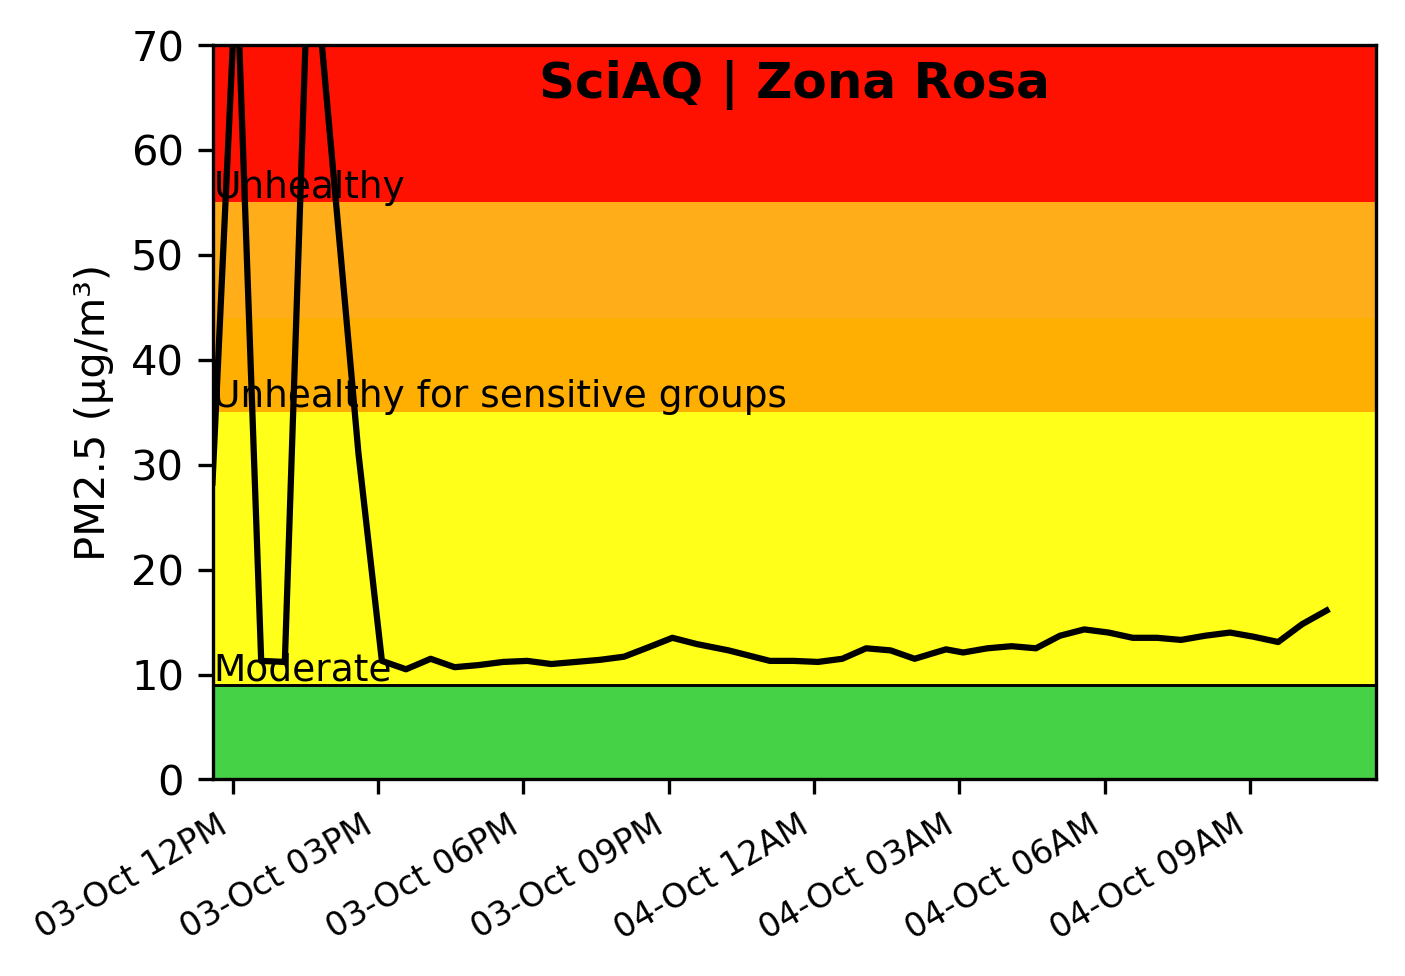 SciAQ | Zona Rosa
PM2.5 (µg/m³)
70
60
Unhealthy
50
40
Unhealthy for sensitive groups
30
20
10
Moderate
0
03-Oct 12PM
03-Oct 03PM
03-Oct 06PM
03-Oct 09PM
04-Oct 12AM
04-Oct 03AM
04-Oct 06AM
04-Oct 09AM